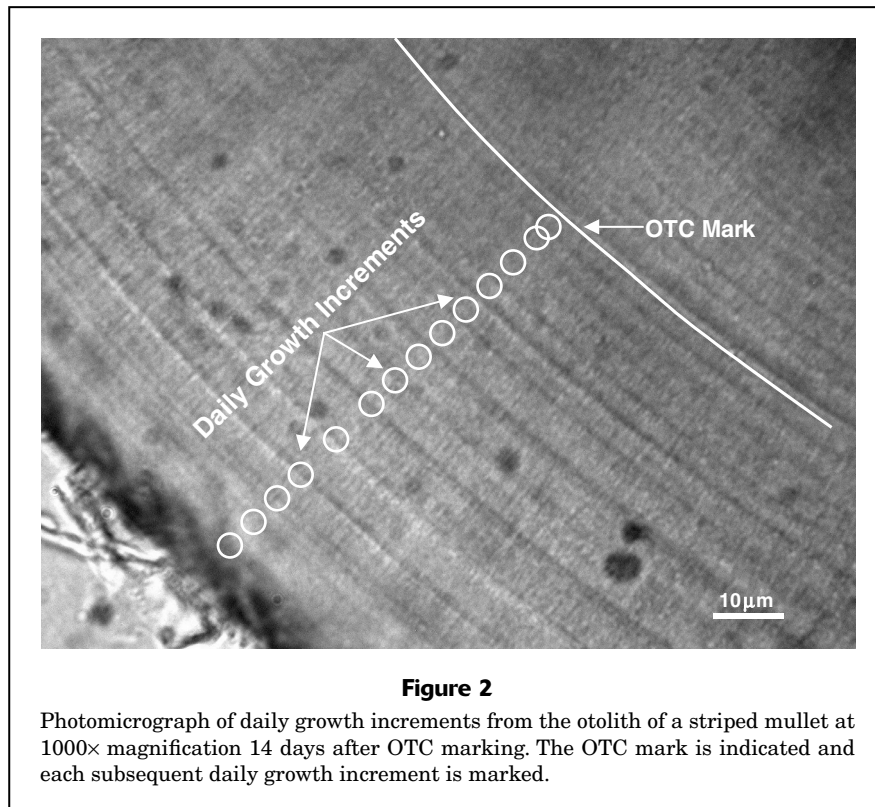 OTC Mark
Daily Growth Increments
10μm
Figure 2
Photomicrograph of daily growth increments from the otolith of a striped mullet at
1000× magnification 14 days after OTC marking. The OTC mark is indicated and
each subsequent daily growth increment is marked.